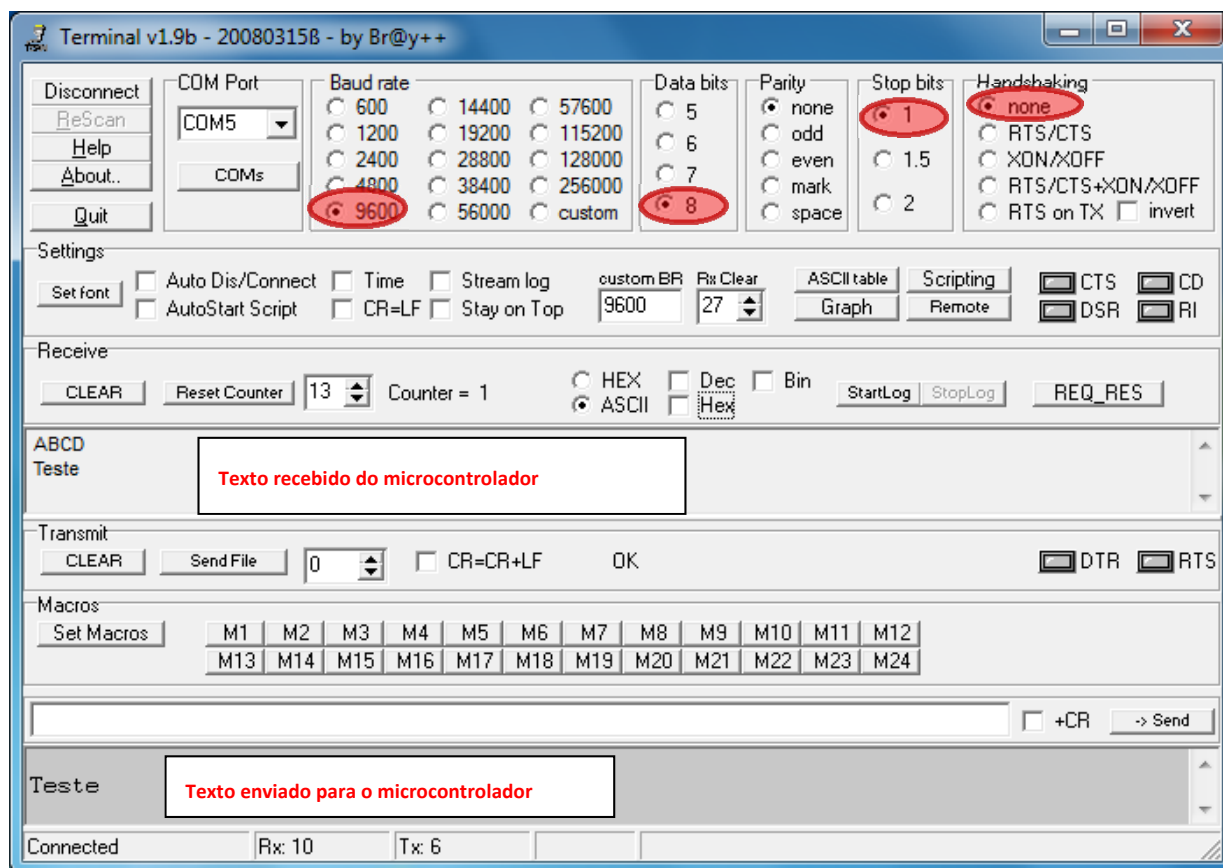 Terminal v1.9b - 20080315ß - by Br@y++
Disconnect
ReScan
Help
About..
Quit
COM Port
COM5
COMs
Baud rate
600 14400 57600
1200 19200 115200
2400 28800 128000
4800 38400 256000
9600 56000 custom
Data bits
5
6
7
8
Parity
none
odd
even
mark
space
Stop bits
1
1.5
2
Handshaking
none
RTS/CTS
XON/XOFF
RTS/CTS+XON/XOFF
RTS on TX invert
Settings
Set font
Auto Dis/Connect Time Stream log
AutoStart Script CR=LF Stay on Top
custom BR Rx Clear
9600 27
ASCII table Scripting
Graph Remote
CTS CD
DSR RI
Receive
CLEAR Reset Counter 13 Counter = 1
HEX Dec Bin
ASCII Hex
StartLog StopLog REQ_RES
ABCD
Teste
Texto recebido do microcontrolador
Transmit
CLEAR Send File 0 CR=CR+LF OK DTR RTS
Macros
Set Macros
M1 M2 M3 M4 M5 M6 M7 M8 M9 M10 M11 M12
M13 M14 M15 M16 M17 M18 M19 M20 M21 M22 M23 M24
+CR -> Send
Teste
Texto enviado para o microcontrolador
Connected Rx: 10 Tx: 6